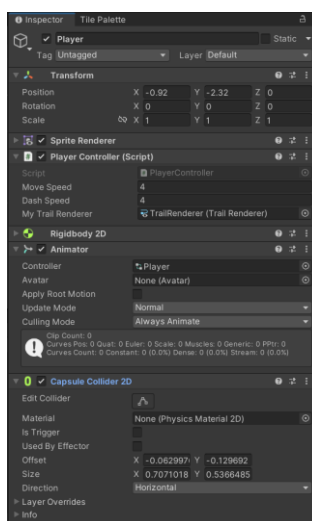 Inspector Tile Palette
Player Static
Tag Untagged Layer Default
Transform
Position X -0.92 Y -2.32 Z 0
Rotation X 0 Y 0 Z 0
Scale X 1 Y 1 Z 1
Sprite Renderer
Player Controller (Script)
Script PlayerController
Move Speed 4
Dash Speed 4
My Trail Renderer TrailRenderer (Trail Renderer)
Rigidbody 2D
Animator
Controller Player
Avatar None (Avatar)
Apply Root Motion
Update Mode Normal
Culling Mode Always Animate
Clip Count: 0
Curves Pos: 0 Quat: 0 Euler: 0 Scale: 0 Muscles: 0 Generic: 0 PPtr: 0
Curves Count: 0 Constant: 0 (0.0%) Dense: 0 (0.0%) Stream: 0 (0.0%)
Capsule Collider 2D
Edit Collider
Material None (Physics Material 2D)
Is Trigger
Used By Effector
Offset X -0.062997 Y -0.129692
Size X 0.7071018 Y 0.5366485
Direction Horizontal
Layer Overrides
Info